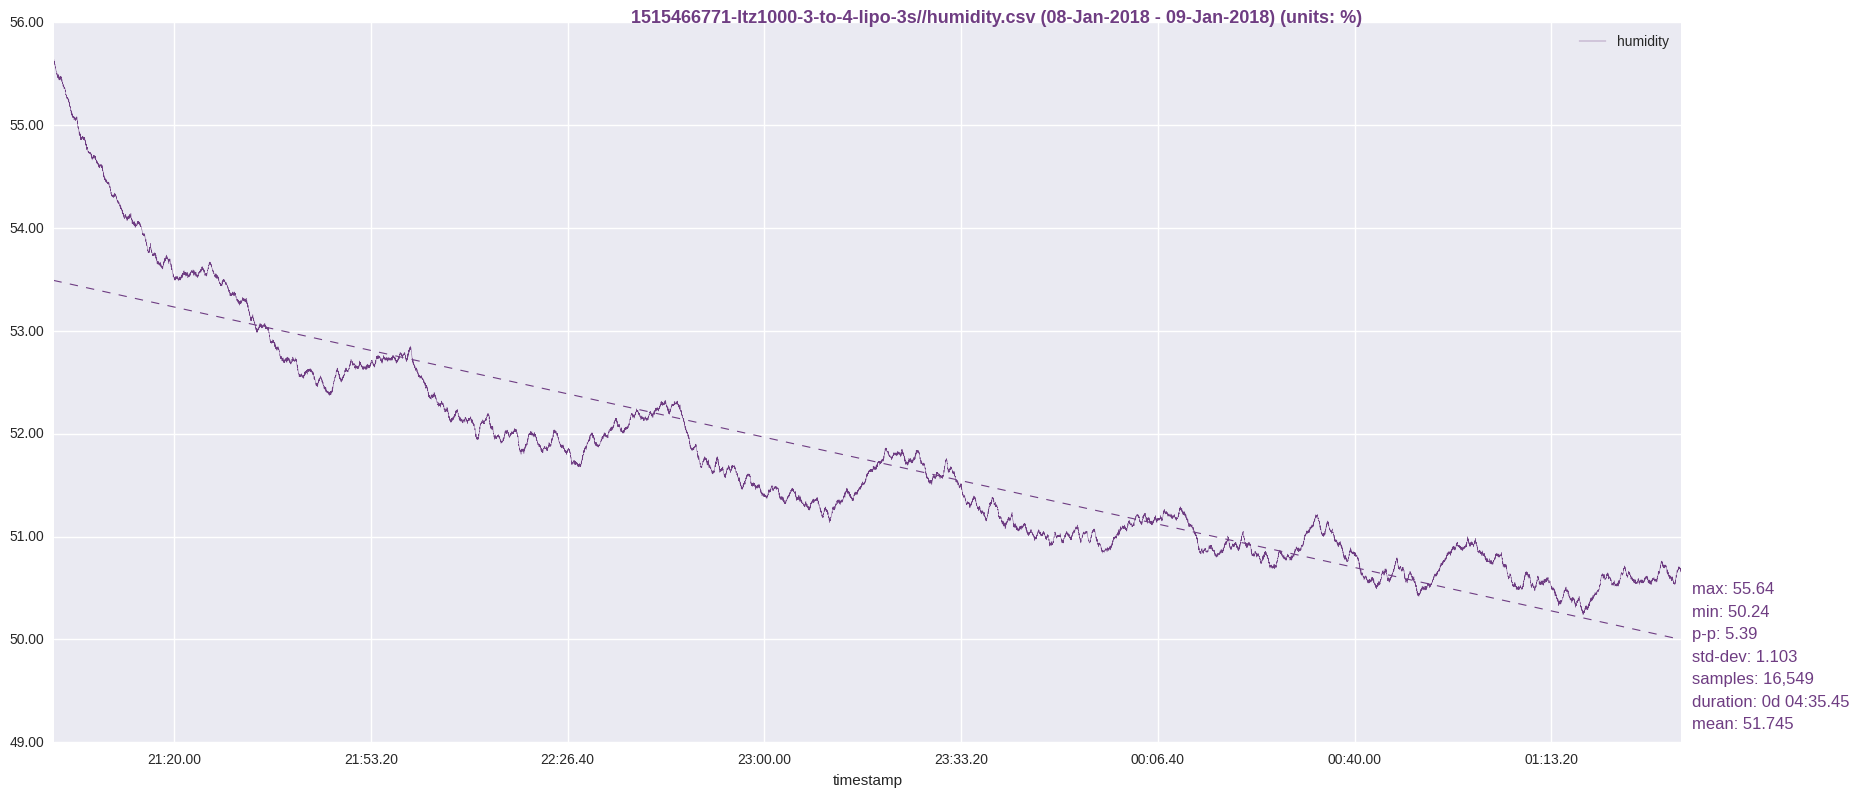 1515466771-ltz1000-3-to-4-lipo-3s//humidity.csv (08-Jan-2018 - 09-Jan-2018) (units: %)
humidity
56.00
55.00
54.00
53.00
52.00
51.00
50.00
49.00
max: 55.64
min: 50.24
p-p: 5.39
std-dev: 1.103
samples: 16,549
duration: 0d 04:35.45
mean: 51.745
21:20.00 21:53.20 22:26.40 23:00.00 23:33.20 00:06.40 00:40.00 01:13.20
timestamp